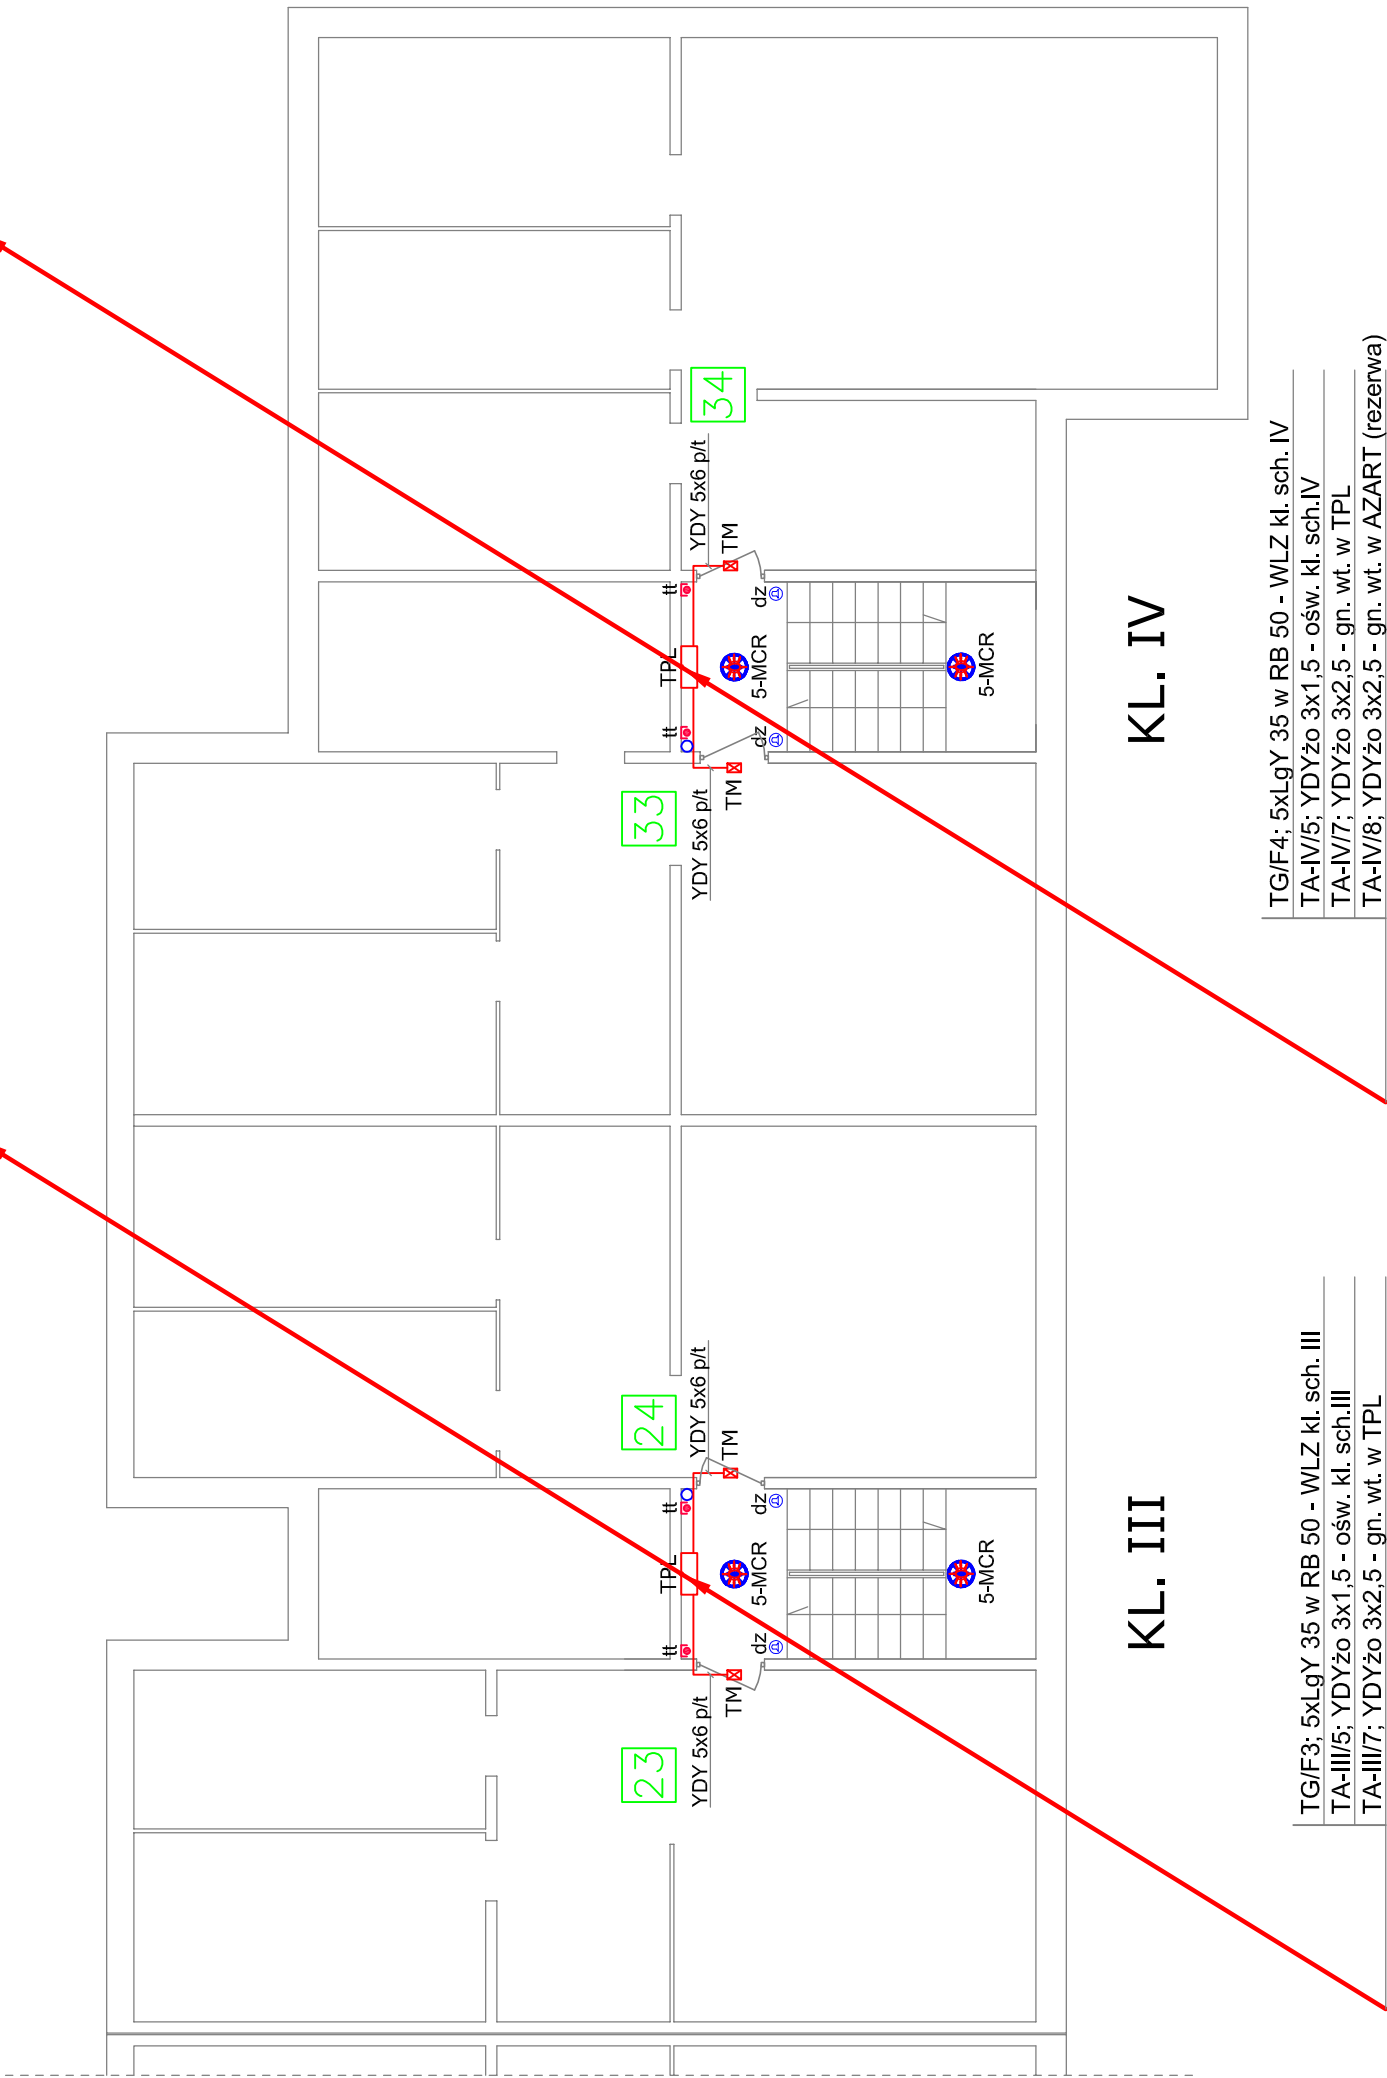 34
YDY 5x6 p/t
TM
tt
dz
TPL
5-MCR
5-MCR
tt
dz
TM
YDY 5x6 p/t
33
KL. IV
TG/F4; 5xLgY 35 w RB 50 - WLZ kl. sch. IV
TA-IV/5; YDYżo 3x1,5 - ośw. kl. sch.IV
TA-IV/7; YDYżo 3x2,5 - gn. wt. w TPL
TA-IV/8; YDYżo 3x2,5 - gn. wt. w AZART (rezerwa)
24
YDY 5x6 p/t
TM
tt
dz
TPL
5-MCR
5-MCR
tt
dz
TM
YDY 5x6 p/t
23
KL. III
TG/F3; 5xLgY 35 w RB 50 - WLZ kl. sch. III
TA-III/5; YDYżo 3x1,5 - ośw. kl. sch.III
TA-III/7; YDYżo 3x2,5 - gn. wt. w TPL